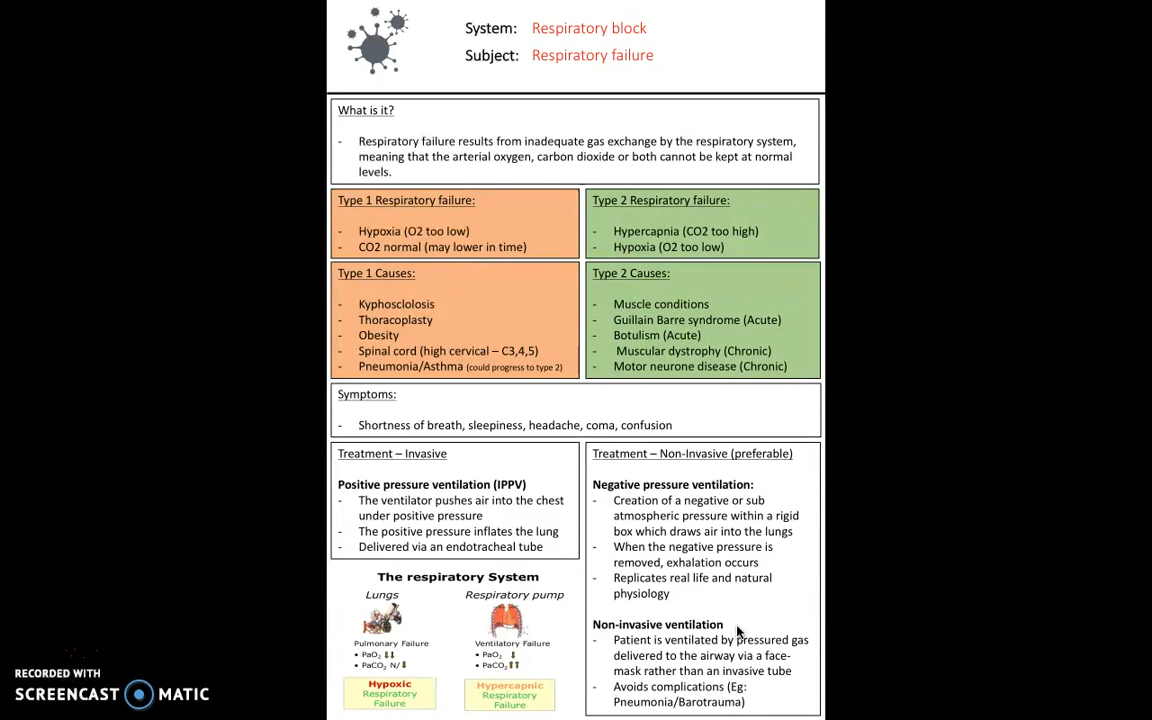 System: Respiratory block
Subject: Respiratory failure
What is it?
- Respiratory failure results from inadequate gas exchange by the respiratory system,
meaning that the arterial oxygen, carbon dioxide or both cannot be kept at normal
levels.
Type 1 Respiratory failure:
- Hypoxia (O2 too low)
- CO2 normal (may lower in time)
Type 2 Respiratory failure:
- Hypercapnia (CO2 too high)
- Hypoxia (O2 too low)
Type 1 Causes:
- Kyphosclolosis
- Thoracoplasty
- Obesity
- Spinal cord (high cervical – C3,4,5)
- Pneumonia/Asthma (could progress to type 2)
Type 2 Causes:
- Muscle conditions
- Guillain Barre syndrome (Acute)
- Botulism (Acute)
- Muscular dystrophy (Chronic)
- Motor neurone disease (Chronic)
Symptoms:
- Shortness of breath, sleepiness, headache, coma, confusion
Treatment – Invasive
Positive pressure ventilation (IPPV)
- The ventilator pushes air into the chest
under positive pressure
- The positive pressure inflates the lung
- Delivered via an endotracheal tube
Treatment – Non-Invasive (preferable)
Negative pressure ventilation:
- Creation of a negative or sub
atmospheric pressure within a rigid
box which draws air into the lungs
- When the negative pressure is
removed, exhalation occurs
- Replicates real life and natural
physiology
Non-invasive ventilation
- Patient is ventilated by pressured gas
delivered to the airway via a face-
mask rather than an invasive tube
- Avoids complications (Eg:
Pneumonia/Barotrauma)
The respiratory System
Lungs
Pulmonary Failure
• PaO₂ ⬇⬇
• PaCO₂ N/⬇
Hypoxic
Respiratory
Failure
Respiratory pump
Ventilatory Failure
• PaO₂ ⬇
• PaCO₂ ⬆⬆
Hypercapnic
Respiratory
Failure
RECORDED WITH
SCREENCAST MATIC